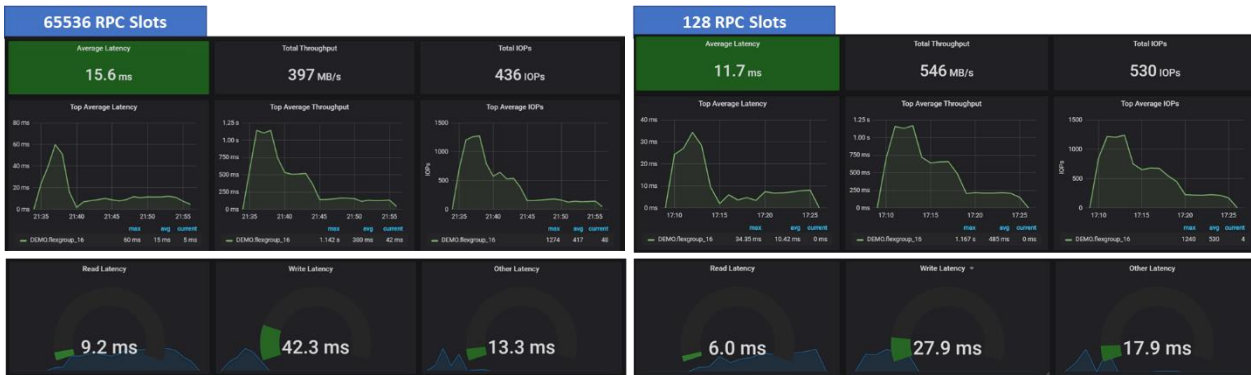 65536 RPC Slots
Average Latency
15.6 ms
Total Throughput
397 MB/s
Total IOPs
436 IOPs
Top Average Latency
80 ms
60 ms
40 ms
20 ms
0 ms
21:35 21:40 21:45 21:50 21:55
max avg current
DEMO.flexgroup_16 60 ms 15 ms 5 ms
Top Average Throughput
1.25 s
1.00 s
750 ms
500 ms
250 ms
0 ms
21:35 21:40 21:45 21:50 21:55
max avg current
DEMO.flexgroup_16 1.142 s 300 ms 42 ms
Top Average IOPs
IOPs
1500
1000
500
0
21:35 21:40 21:45 21:50 21:55
max avg current
DEMO.flexgroup_16 1274 417 46
Read Latency
9.2 ms
Write Latency
42.3 ms
Other Latency
13.3 ms
128 RPC Slots
Average Latency
11.7 ms
Total Throughput
546 MB/s
Total IOPs
530 IOPs
Top Average Latency
40 ms
30 ms
20 ms
10 ms
0 ms
17:10 17:15 17:20 17:25
max avg current
DEMO.flexgroup_16 34.35 ms 10.42 ms 0 ms
Top Average Throughput
1.25 s
1.00 s
750 ms
500 ms
250 ms
0 ms
17:10 17:15 17:20 17:25
max avg current
DEMO.flexgroup_16 1.167 s 485 ms 0 ms
Top Average IOPs
IOPs
1500
1000
500
0
17:10 17:15 17:20 17:25
max avg current
DEMO.flexgroup_16 1240 530 4
Read Latency
6.0 ms
Write Latency
27.9 ms
Other Latency
17.9 ms